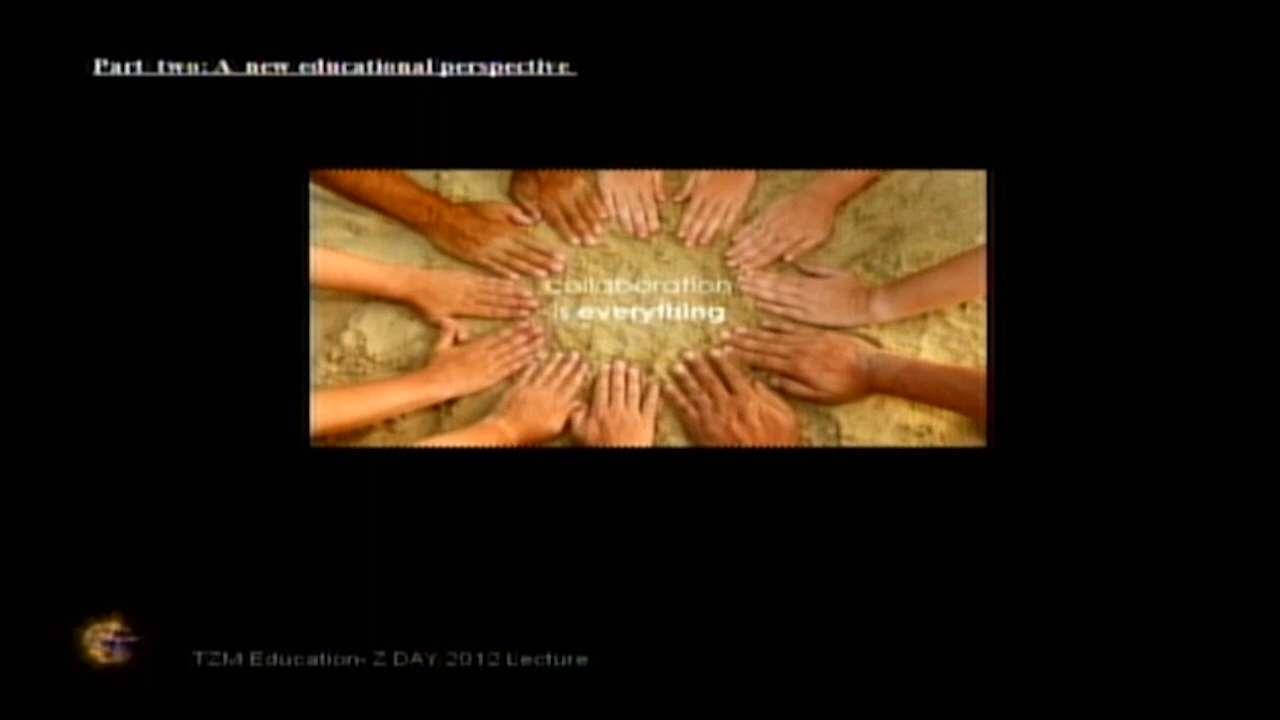 Part two: A new educational perspective
collaboration
is everything
TZM Education- Z DAY 2012 Lecture